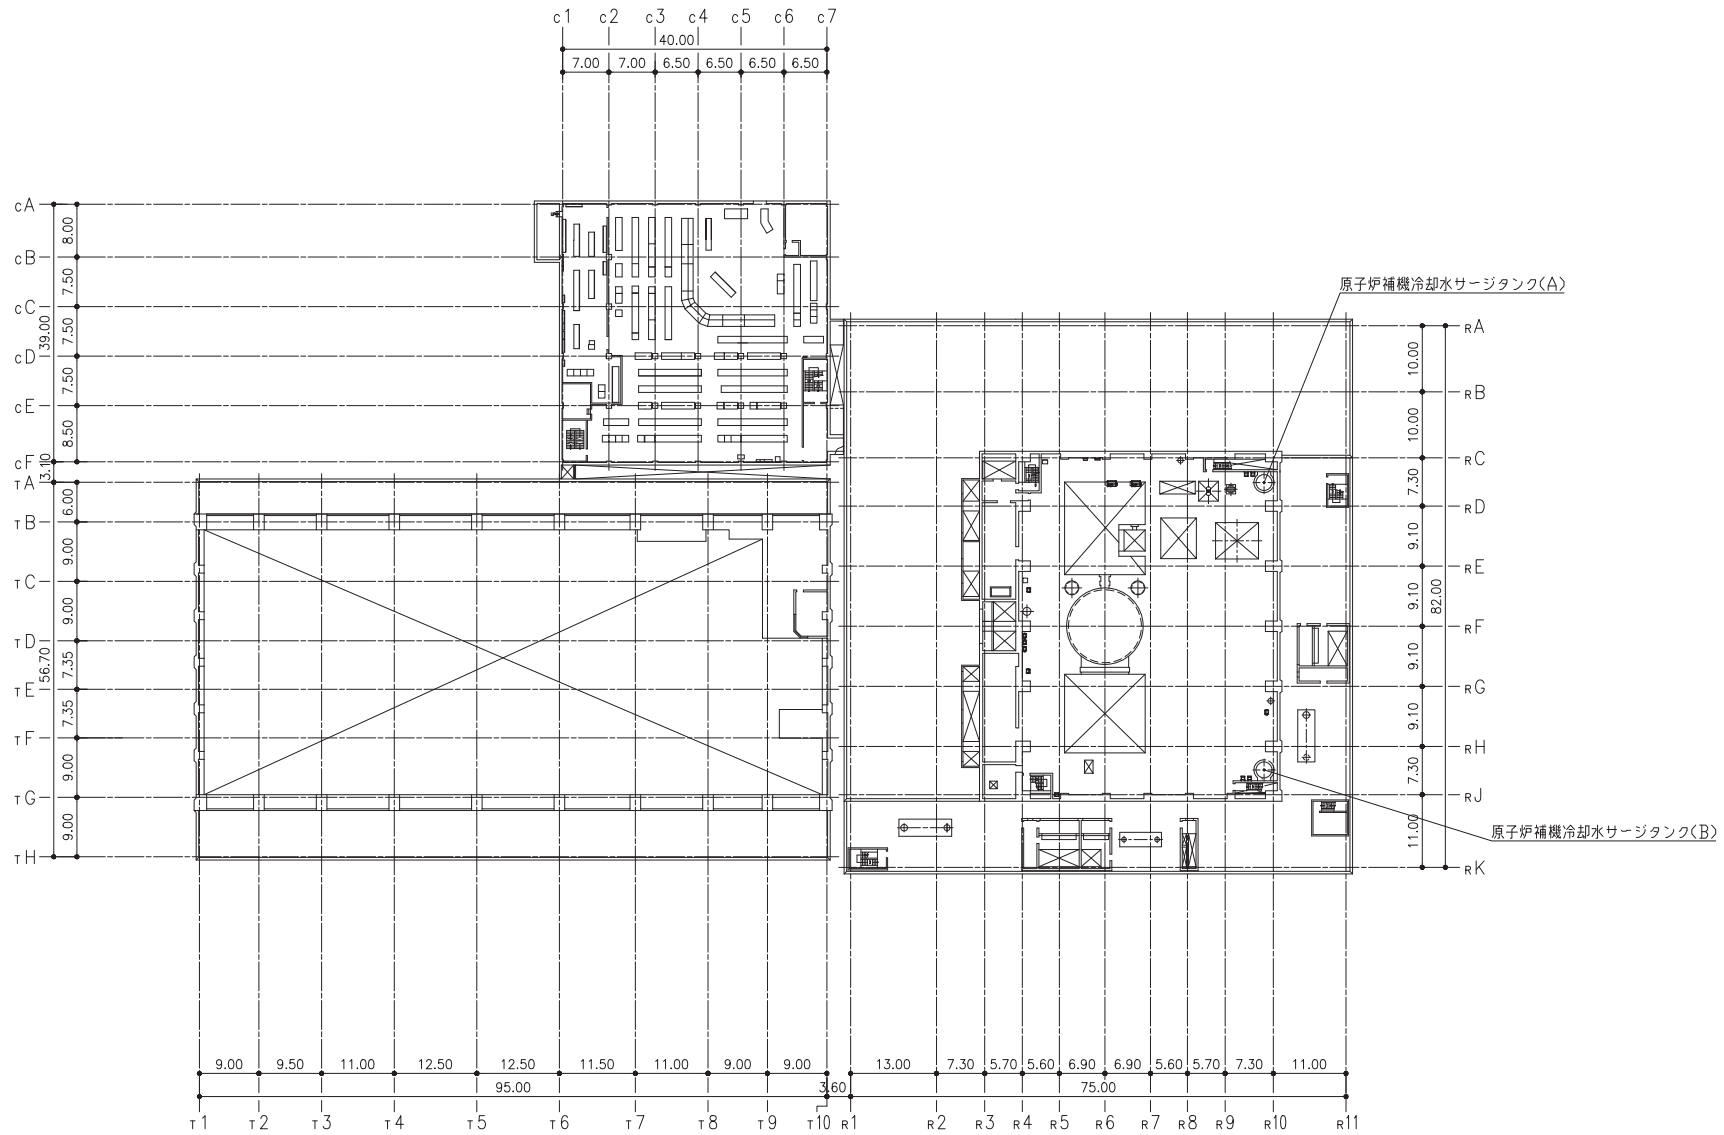 C1 C2 C3 C4 C5 C6 C7
40.00
7.00 7.00 6.50 6.50 6.50 6.50
CA
8.00
CB
7.50
CC
7.50
39.00
CD
7.50
CE
8.50
CF
3.10
TA
6.00
TB
9.00
TC
9.00
TD
7.35
56.70
TE
7.35
TF
9.00
TG
9.00
TH
原子炉補機冷却水サージタンク(A)
RA
10.00
RB
10.00
RC
7.30
RD
9.10
RE
9.10
82.00
RF
9.10
RG
9.10
RH
7.30
RJ
原子炉補機冷却水サージタンク(B)
11.00
RK
9.00 9.50 11.00 12.50 12.50 11.50 11.00 9.00 9.00 13.00 7.30 5.70 5.60 6.90 6.90 5.60 5.70 7.30 11.00
95.00 3.60 75.00
T1 T2 T3 T4 T5 T6 T7 T8 T9 T10 R1 R2 R3 R4 R5 R6 R7 R8 R9 R10 R11